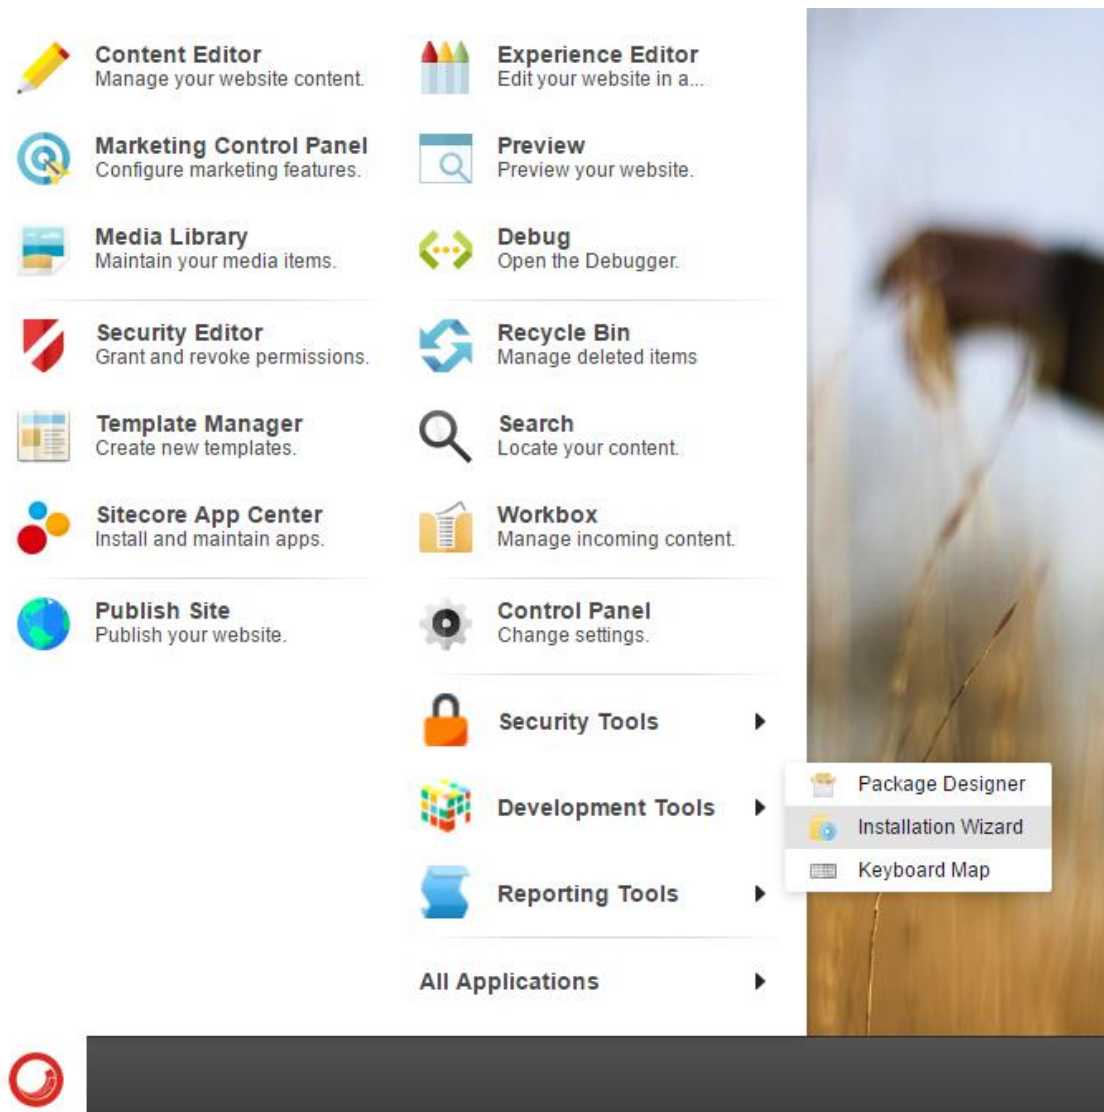 Content Editor
Manage your website content.
Marketing Control Panel
Configure marketing features.
Media Library
Maintain your media items.
Security Editor
Grant and revoke permissions.
Template Manager
Create new templates.
Sitecore App Center
Install and maintain apps.
Publish Site
Publish your website.
Experience Editor
Edit your website in a...
Preview
Preview your website.
Debug
Open the Debugger.
Recycle Bin
Manage deleted items
Search
Locate your content.
Workbox
Manage incoming content.
Control Panel
Change settings.
Security Tools
Development Tools
Reporting Tools
All Applications
Package Designer
Installation Wizard
Keyboard Map